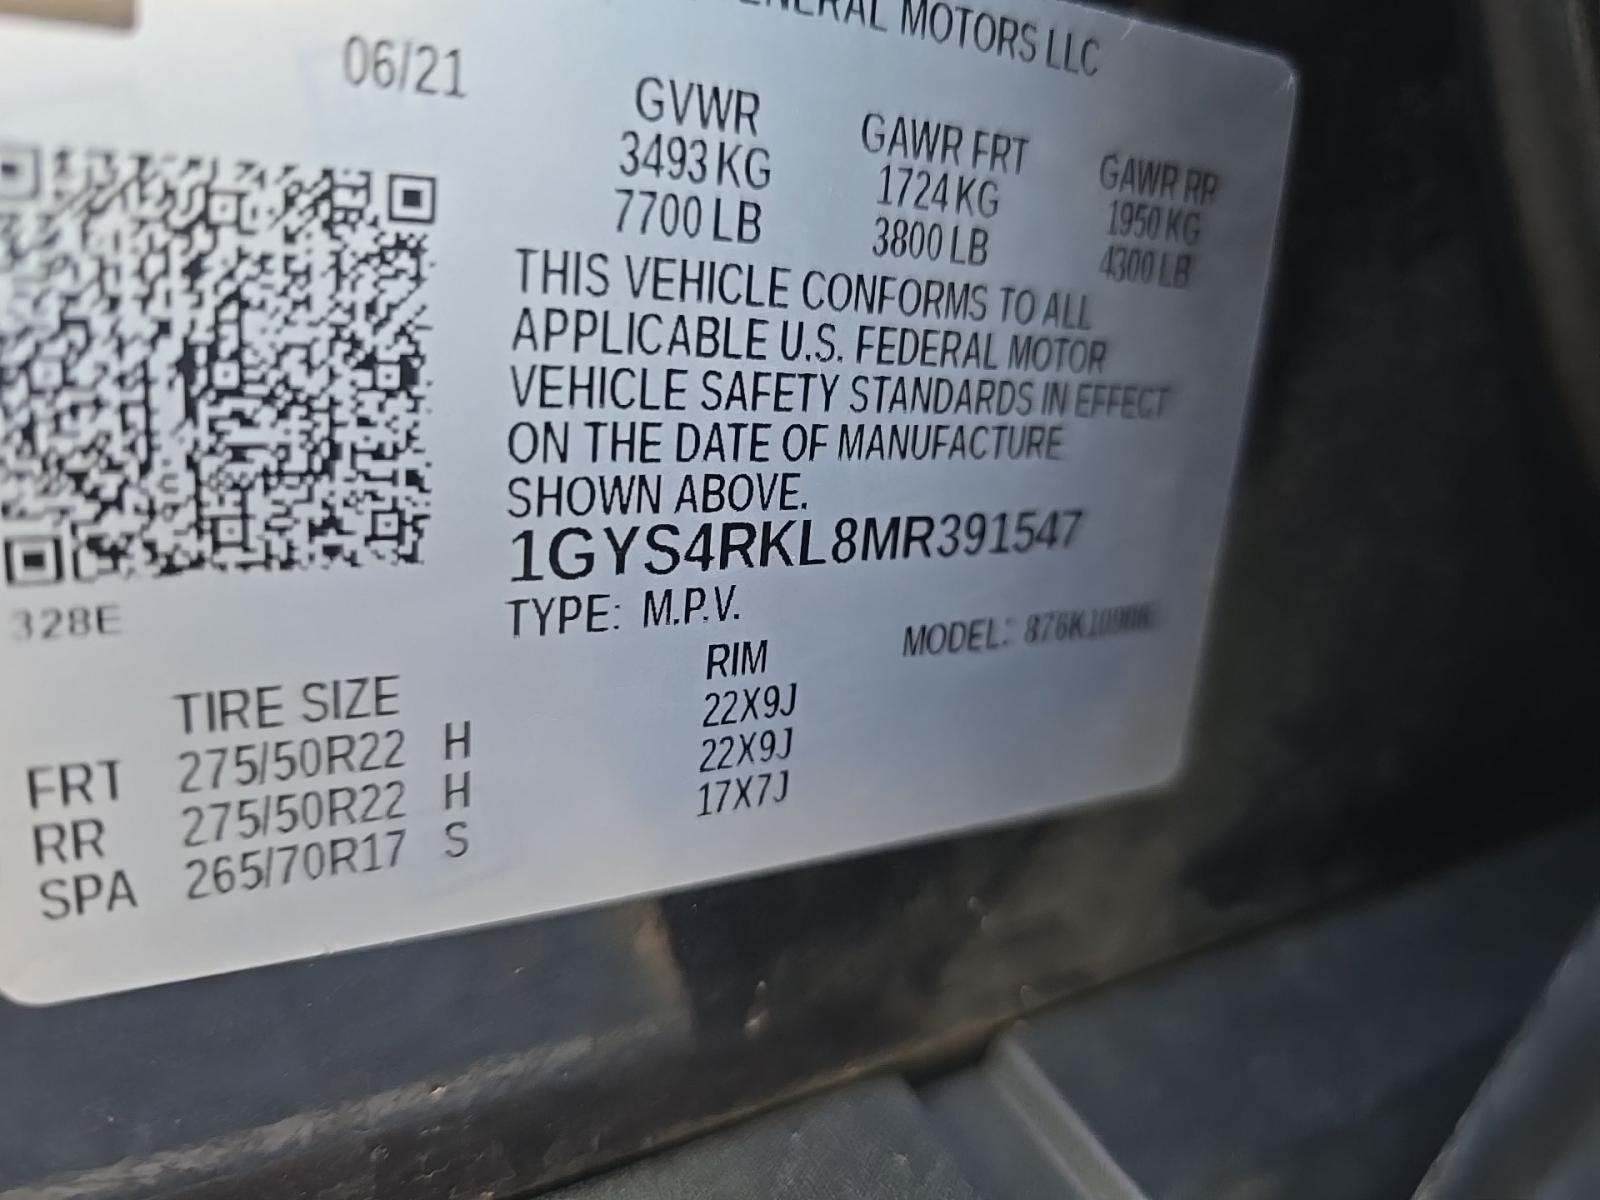 GENERAL MOTORS LLC
06/21
GVWR GAWR FRT GAWR RR
3493 KG 1724 KG 1950 KG
7700 LB 3800 LB 4300 LB
THIS VEHICLE CONFORMS TO ALL
APPLICABLE U.S. FEDERAL MOTOR
VEHICLE SAFETY STANDARDS IN EFFECT
ON THE DATE OF MANUFACTURE
SHOWN ABOVE.
1GYS4RKL8MR391547
328E
TYPE: M.P.V. MODEL:
TIRE SIZE RIM
FRT 275/50R22 H 22X9J
RR 275/50R22 H 22X9J
SPA 265/70R17 S 17X7J